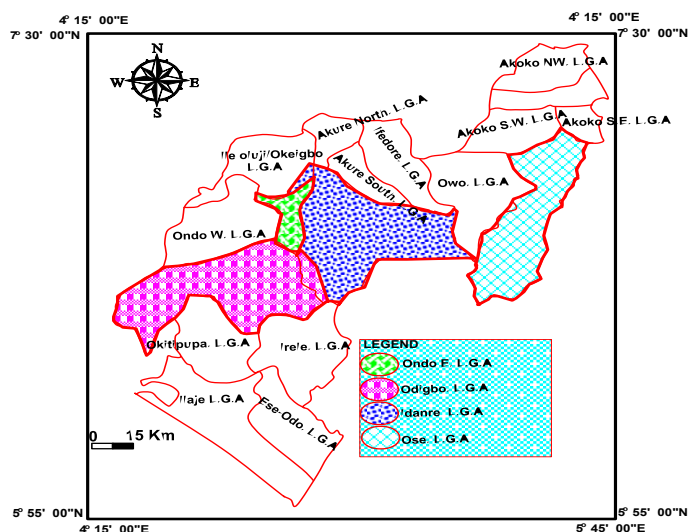 4° 15' 00"E
4° 15' 00"E
7° 30' 00"N
7° 30' 00"N
N
W E
S
Akoko NW. L.G.A
Akure North. L.G.A
Akoko S.W. L.G.A
Akoko S.E. L.G.A
Ifedore. L.G.A
Ile oluji/Okeigbo
L.G.A
Akure South. L.G.A
Owo. L.G.A
Ondo W. L.G.A
Okitipupa. L.G.A
Irele. L.G.A
LEGEND
Ondo E. L.G.A
Odigbo. L.G.A
Idanre L.G.A
Ose. L.G.A
Ilaje L.G.A
Ese-Odo. L.G.A
0 15 Km
5° 55' 00"N
5° 55' 00"N
4° 15' 00"E
5° 45' 00"E